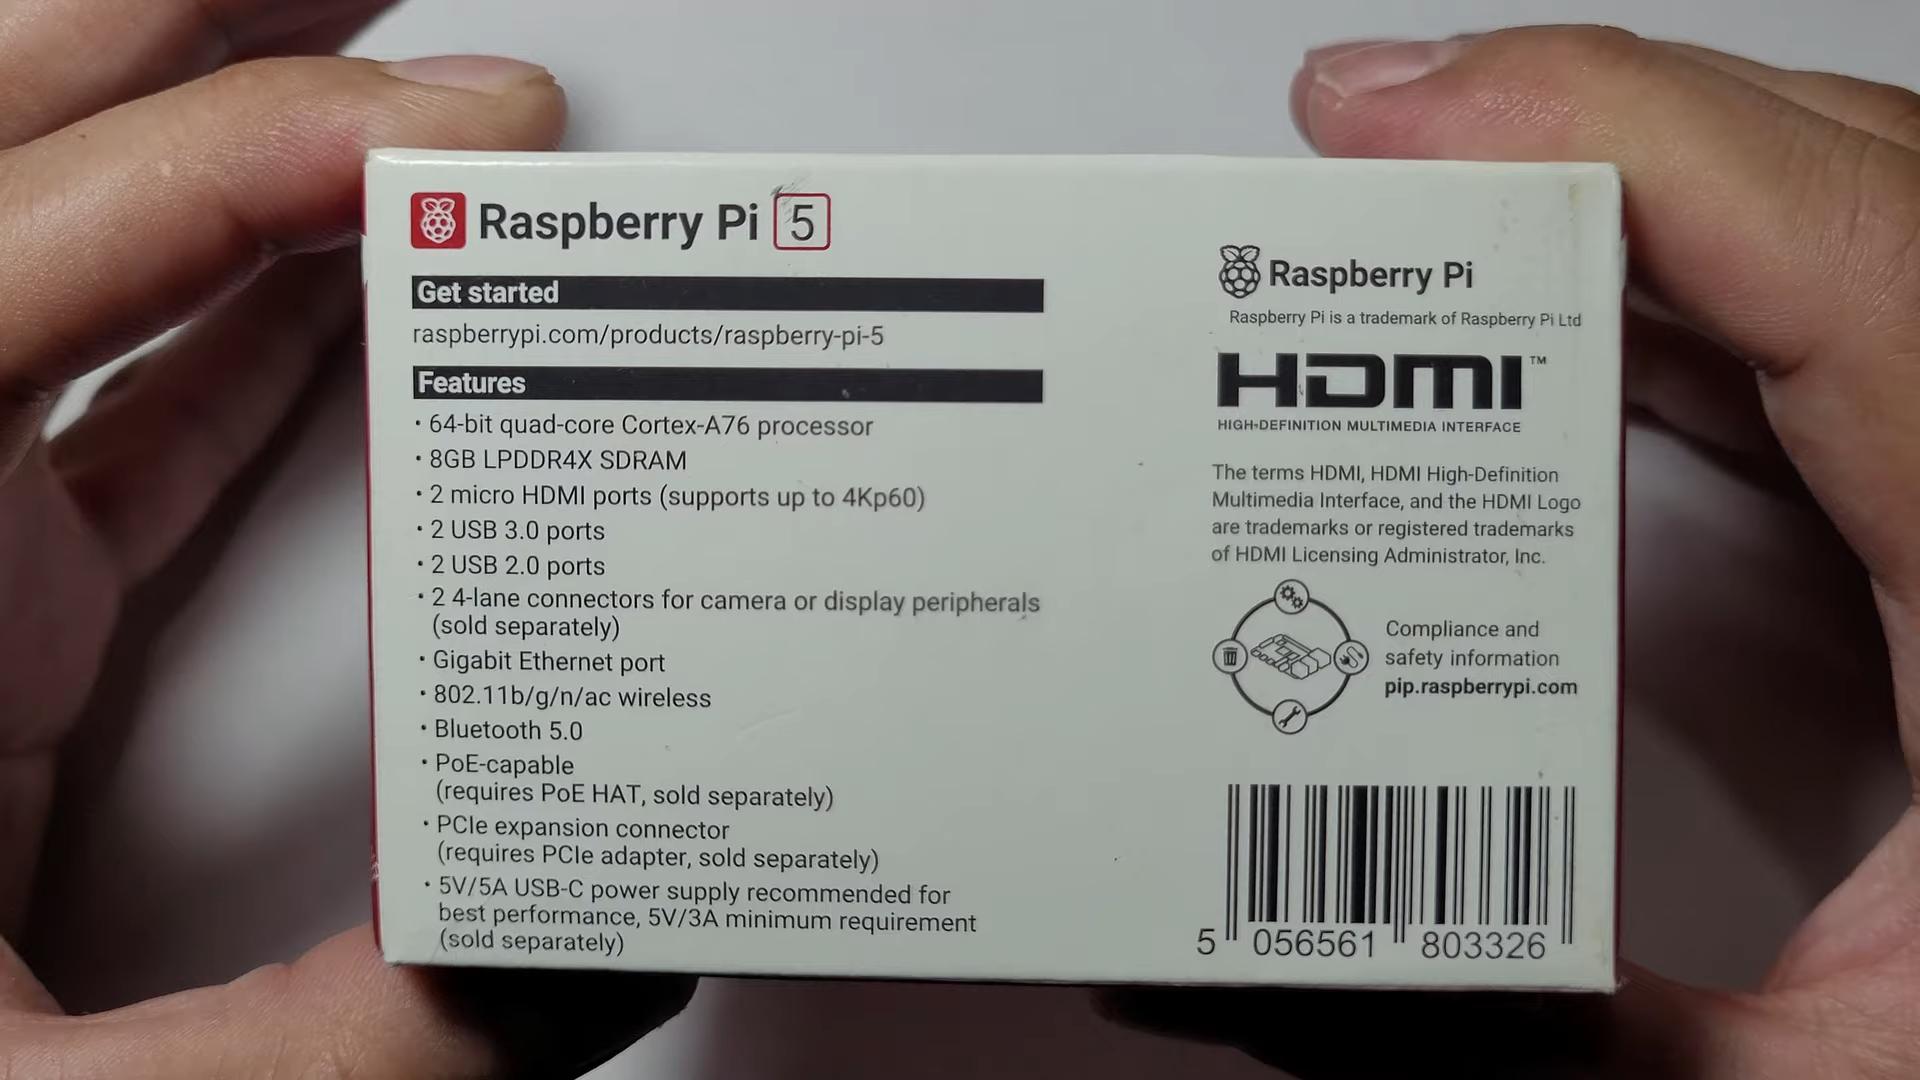 Raspberry Pi 5
Get started
raspberrypi.com/products/raspberry-pi-5
Features
· 64-bit quad-core Cortex-A76 processor
· 8GB LPDDR4X SDRAM
· 2 micro HDMI ports (supports up to 4Kp60)
· 2 USB 3.0 ports
· 2 USB 2.0 ports
· 2 4-lane connectors for camera or display peripherals
(sold separately)
· Gigabit Ethernet port
· 802.11b/g/n/ac wireless
· Bluetooth 5.0
· PoE-capable
(requires PoE HAT, sold separately)
· PCIe expansion connector
(requires PCIe adapter, sold separately)
· 5V/5A USB-C power supply recommended for
best performance, 5V/3A minimum requirement
(sold separately)
Raspberry Pi
Raspberry Pi is a trademark of Raspberry Pi Ltd
HDMI™
HIGH-DEFINITION MULTIMEDIA INTERFACE
The terms HDMI, HDMI High-Definition
Multimedia Interface, and the HDMI Logo
are trademarks or registered trademarks
of HDMI Licensing Administrator, Inc.
Compliance and
safety information
pip.raspberrypi.com
5 056561 803326